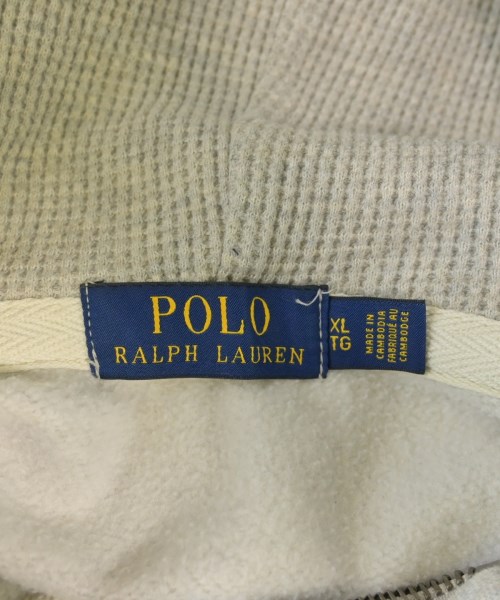 POLO
RALPH LAUREN
XL
TG
MADE IN
CAMBODIA
FABRIQUÉ AU
CAMBODGE